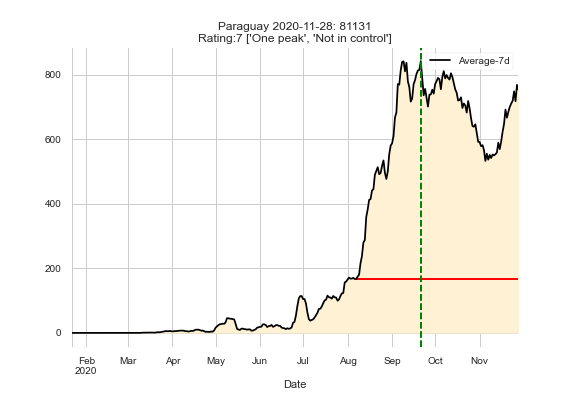 Paraguay 2020-11-28: 81131
Rating:7 ['One peak', 'Not in control']
Average-7d
800
600
400
200
0
Feb Mar Apr May Jun Jul Aug Sep Oct Nov
2020
Date